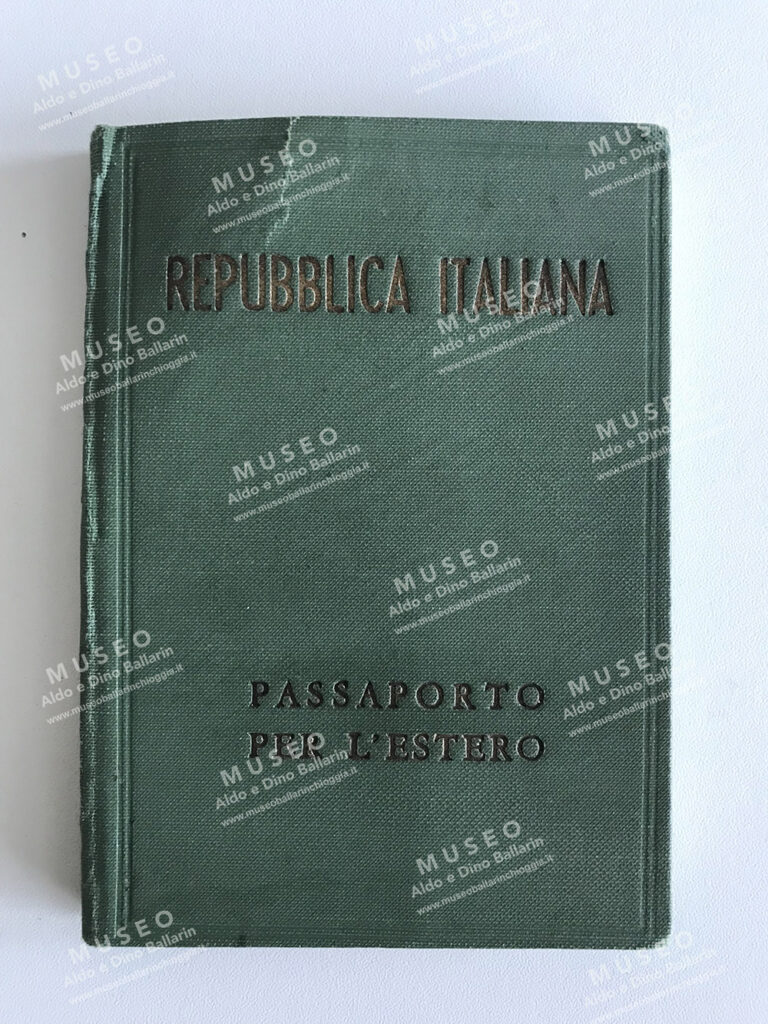 MUSEO
Aldo e Dino Ballarin
www.museoballarinchioggia.it
REPUBBLICA ITALIANA
PASSAPORTO
PER L'ESTERO